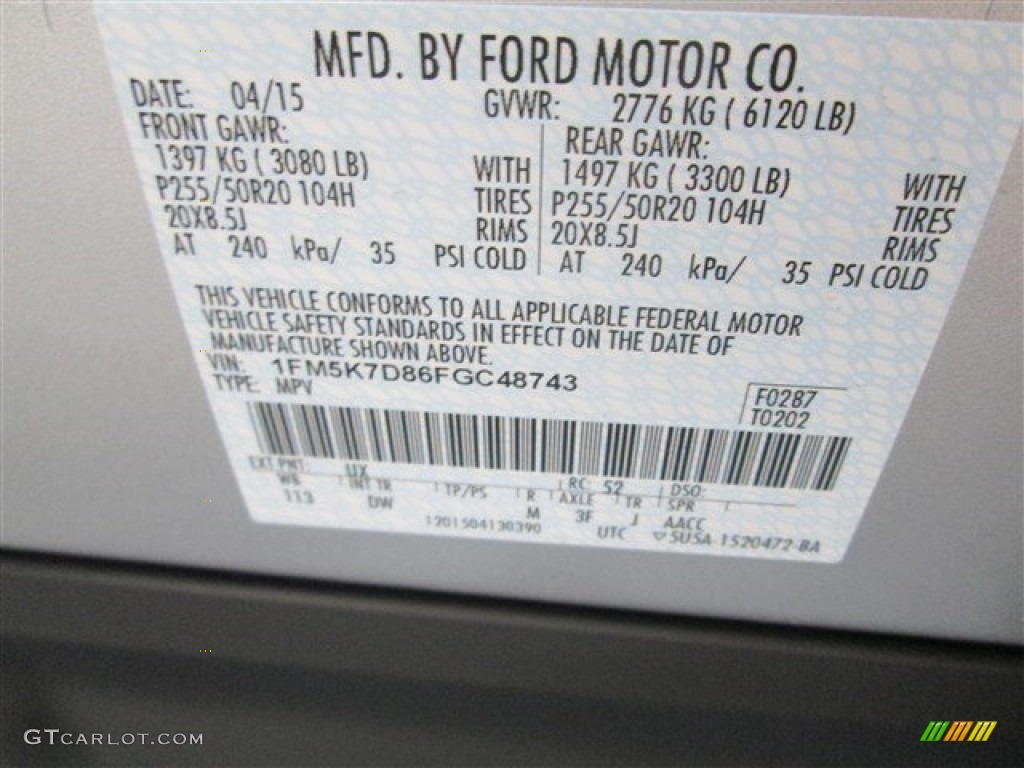 MFD. BY FORD MOTOR CO.
DATE: 04/15 GVWR: 2776 KG ( 6120 LB)
FRONT GAWR: REAR GAWR:
1397 KG ( 3080 LB) WITH 1497 KG ( 3300 LB) WITH
P255/50R20 104H TIRES P255/50R20 104H TIRES
20X8.5J RIMS 20X8.5J RIMS
AT 240 kPa/ 35 PSI COLD AT 240 kPa/ 35 PSI COLD
THIS VEHICLE CONFORMS TO ALL APPLICABLE FEDERAL MOTOR
VEHICLE SAFETY STANDARDS IN EFFECT ON THE DATE OF
MANUFACTURE SHOWN ABOVE.
VIN: 1FM5K7D86FGC48743
TYPE: MPV
F0287
T0202
EXT PNT: UX RC: 52 DSO:
WB INT TR TP/PS R AXLE TR SPR
113 DW M 3F J AACC
1201504130390 UTC ▽5U5A-1520472-BA
GTCARLOT.COM